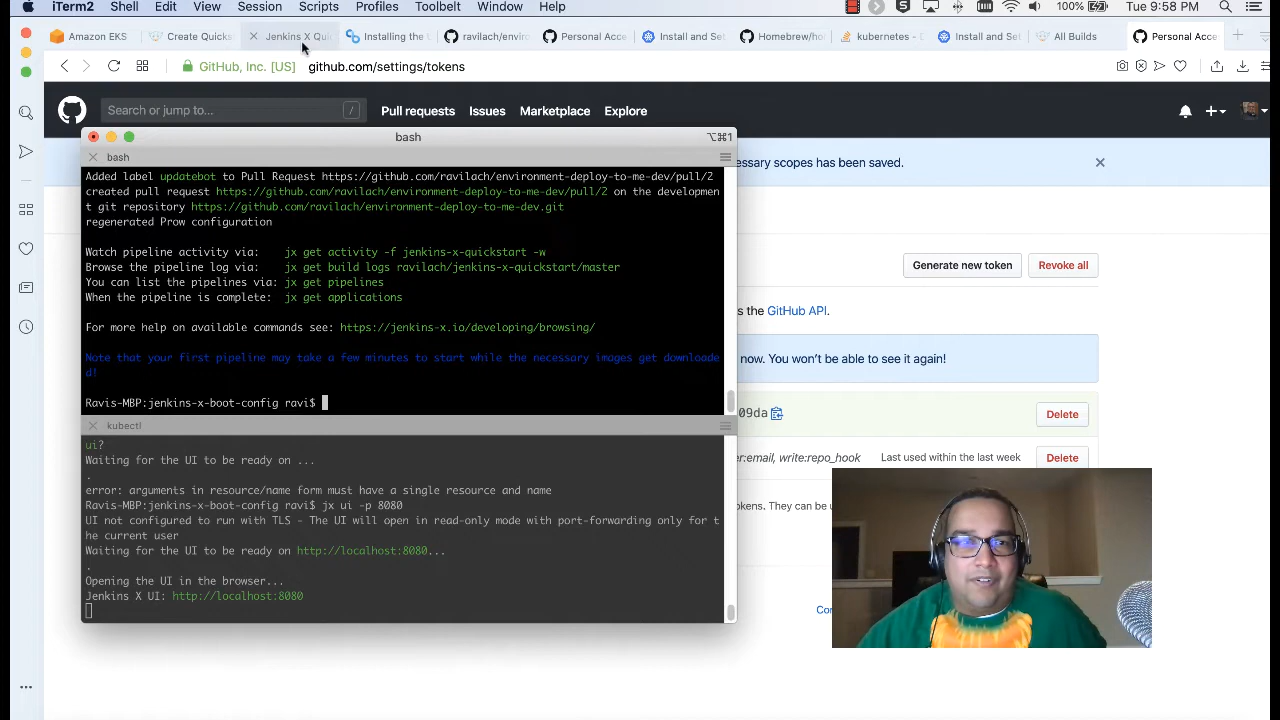 iTerm2 Shell Edit View Session Scripts Profiles Toolbelt Window Help 100% Tue 9:58 PM
Amazon EKS Create Quicks Jenkins X Qui Installing the ravilach/enviro Personal Acce Install and Set Homebrew/ho kubernetes - D Install and Set All Builds Personal Acce
GitHub, Inc. [US] github.com/settings/tokens
Search or jump to... / Pull requests Issues Marketplace Explore
bash ⌥⌘1
essary scopes has been saved.
bash
Added label updatebot to Pull Request https://github.com/ravilach/environment-deploy-to-me-dev/pull/2
created pull request https://github.com/ravilach/environment-deploy-to-me-dev/pull/2 on the developmen
t git repository https://github.com/ravilach/environment-deploy-to-me-dev.git
regenerated Prow configuration
Watch pipeline activity via: jx get activity -f jenkins-x-quickstart -w
Browse the pipeline log via: jx get build logs ravilach/jenkins-x-quickstart/master
You can list the pipelines via: jx get pipelines
When the pipeline is complete: jx get applications
For more help on available commands see: https://jenkins-x.io/developing/browsing/
Note that your first pipeline may take a few minutes to start while the necessary images get downloade
d!
Ravis-MBP:jenkins-x-boot-config ravi$
Generate new token Revoke all
s the GitHub API.
now. You won't be able to see it again!
09da Delete
er:email, write:repo_hook Last used within the last week Delete
okens. They can be u
Con
kubectl
ui?
Waiting for the UI to be ready on ...
.
error: arguments in resource/name form must have a single resource and name
Ravis-MBP:jenkins-x-boot-config ravi$ jx ui -p 8080
UI not configured to run with TLS - The UI will open in read-only mode with port-forwarding only for t
he current user
Waiting for the UI to be ready on http://localhost:8080...
.
Opening the UI in the browser...
Jenkins X UI: http://localhost:8080